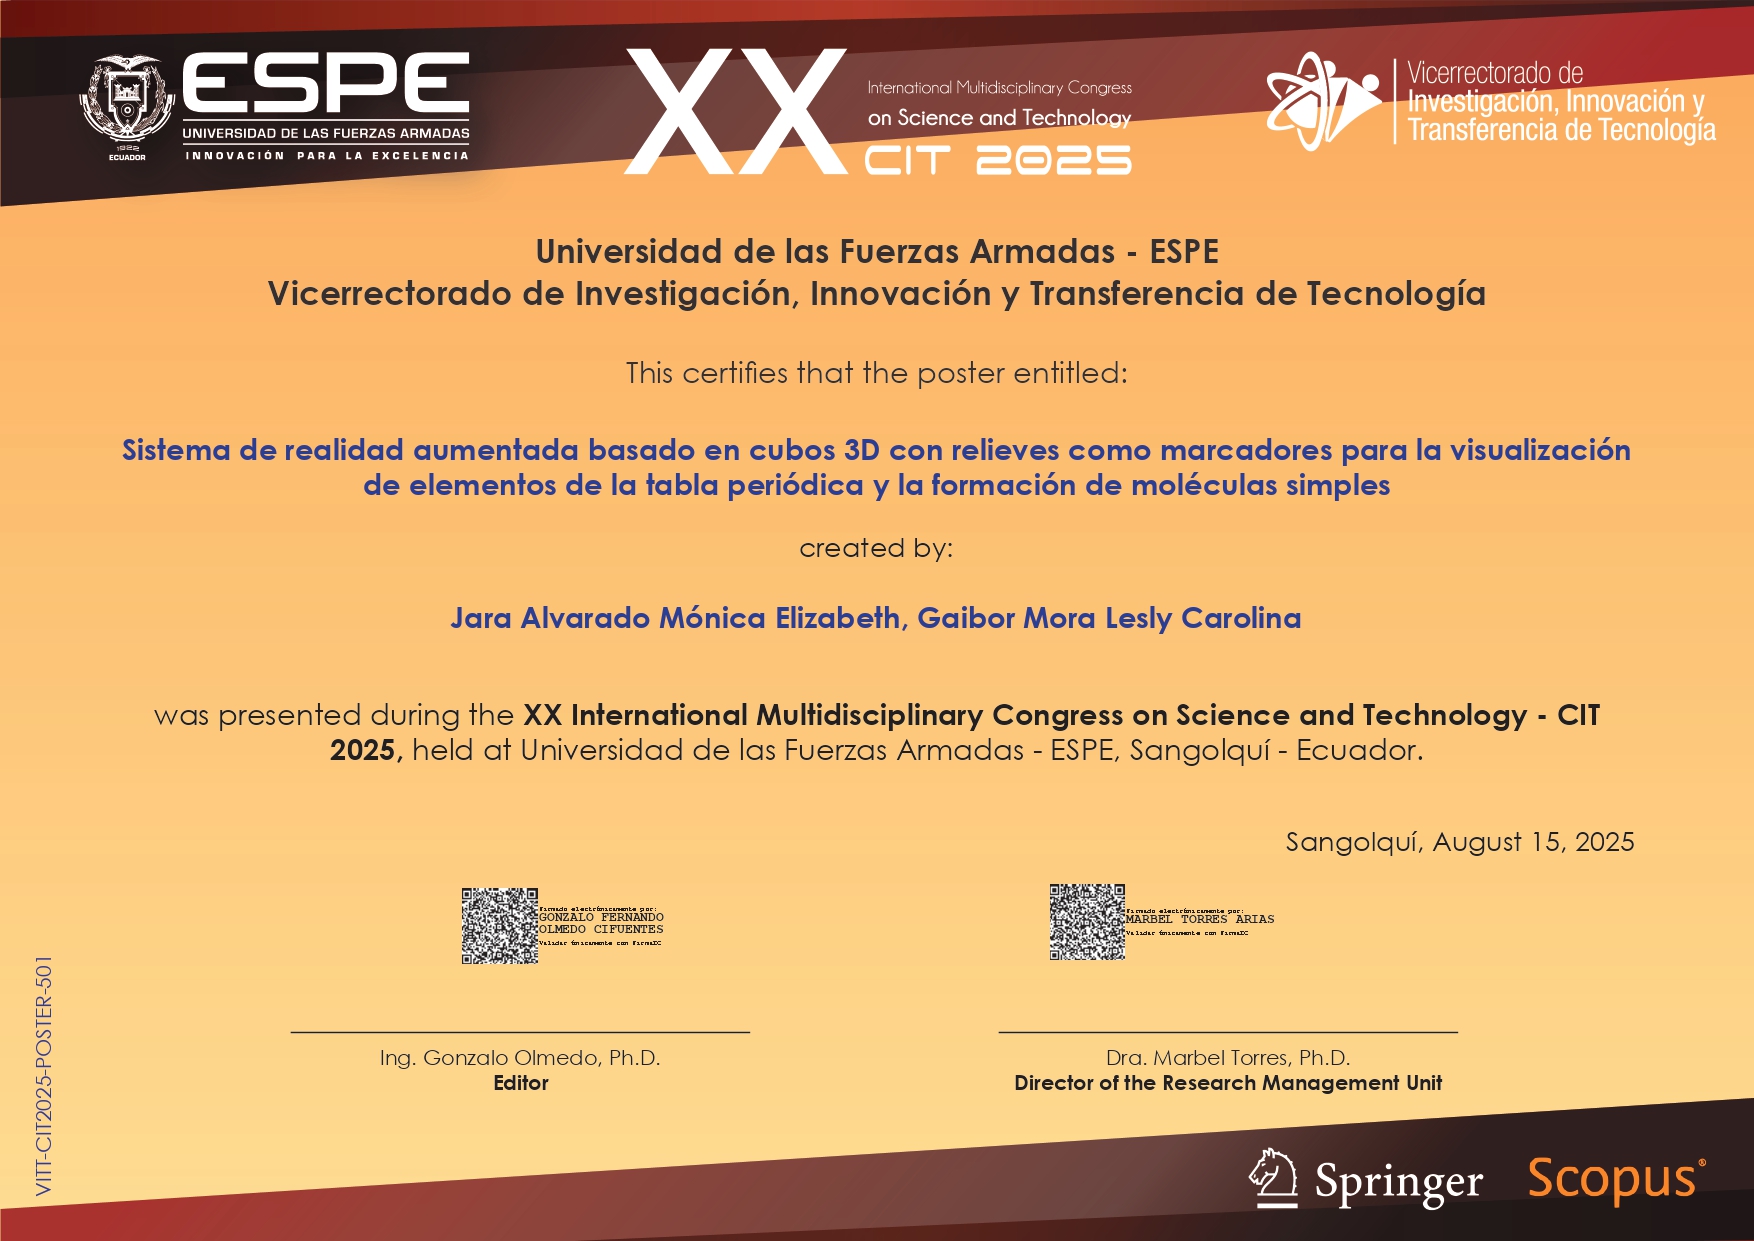 ESPE
UNIVERSIDAD DE LAS FUERZAS ARMADAS
INNOVACIÓN PARA LA EXCELENCIA
1922
ECUADOR
XX
International Multidisciplinary Congress
on Science and Technology
CIT 2025
Vicerrectorado de
Investigación, Innovación y
Transferencia de Tecnología
Universidad de las Fuerzas Armadas - ESPE
Vicerrectorado de Investigación, Innovación y Transferencia de Tecnología
This certifies that the poster entitled:
Sistema de realidad aumentada basado en cubos 3D con relieves como marcadores para la visualización
de elementos de la tabla periódica y la formación de moléculas simples
created by:
Jara Alvarado Mónica Elizabeth, Gaibor Mora Lesly Carolina
was presented during the XX International Multidisciplinary Congress on Science and Technology - CIT
2025, held at Universidad de las Fuerzas Armadas - ESPE, Sangolquí - Ecuador.
Sangolquí, August 15, 2025
Firmado electrónicamente por:
GONZALO FERNANDO
OLMEDO CIFUENTES
Validar únicamente con FirmaEC
Firmado electrónicamente por:
MARBEL TORRES ARIAS
Validar únicamente con FirmaEC
Ing. Gonzalo Olmedo, Ph.D.
Editor
Dra. Marbel Torres, Ph.D.
Director of the Research Management Unit
VITT-CIT2025-POSTER-501
Springer
Scopus®